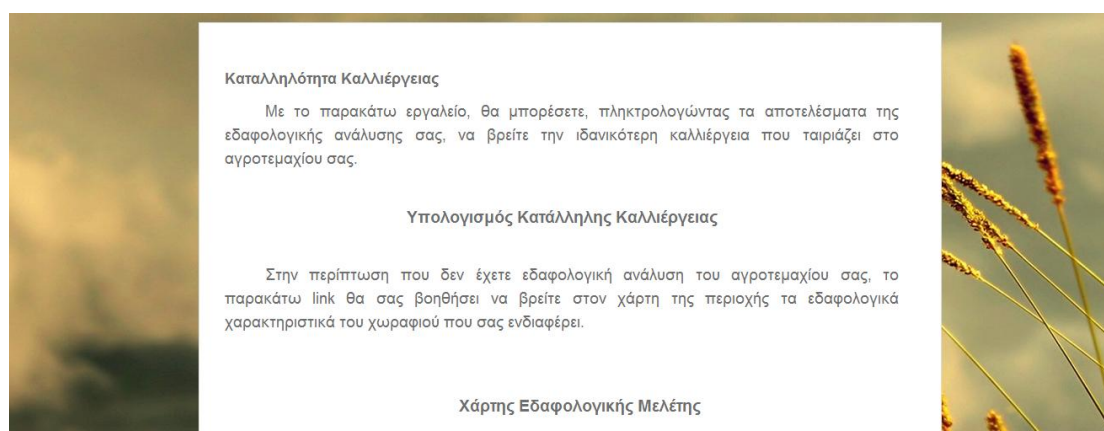 Καταλληλότητα Καλλιέργειας
Με το παρακάτω εργαλείο, θα μπορέσετε, πληκτρολογώντας τα αποτελέσματα της
εδαφολογικής ανάλυσης σας, να βρείτε την ιδανικότερη καλλιέργεια που ταιριάζει στο
αγροτεμαχίου σας.
Υπολογισμός Κατάλληλης Καλλιέργειας
Στην περίπτωση που δεν έχετε εδαφολογική ανάλυση του αγροτεμαχίου σας, το
παρακάτω link θα σας βοηθήσει να βρείτε στον χάρτη της περιοχής τα εδαφολογικά
χαρακτηριστικά του χωραφιού που σας ενδιαφέρει.
Χάρτης Εδαφολογικής Μελέτης